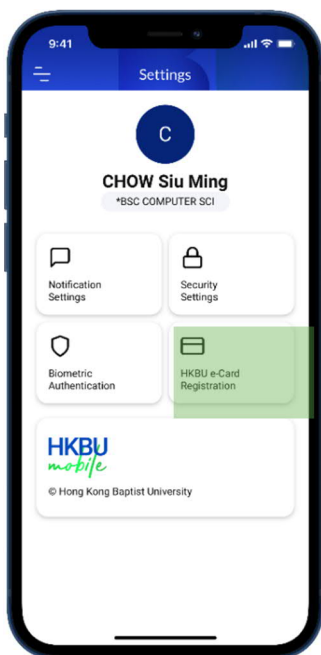 9:41
Settings
C
CHOW Siu Ming
*BSC COMPUTER SCI
Notification
Settings
Security
Settings
Biometric
Authentication
HKBU e-Card
Registration
HKBU
mobile
© Hong Kong Baptist University